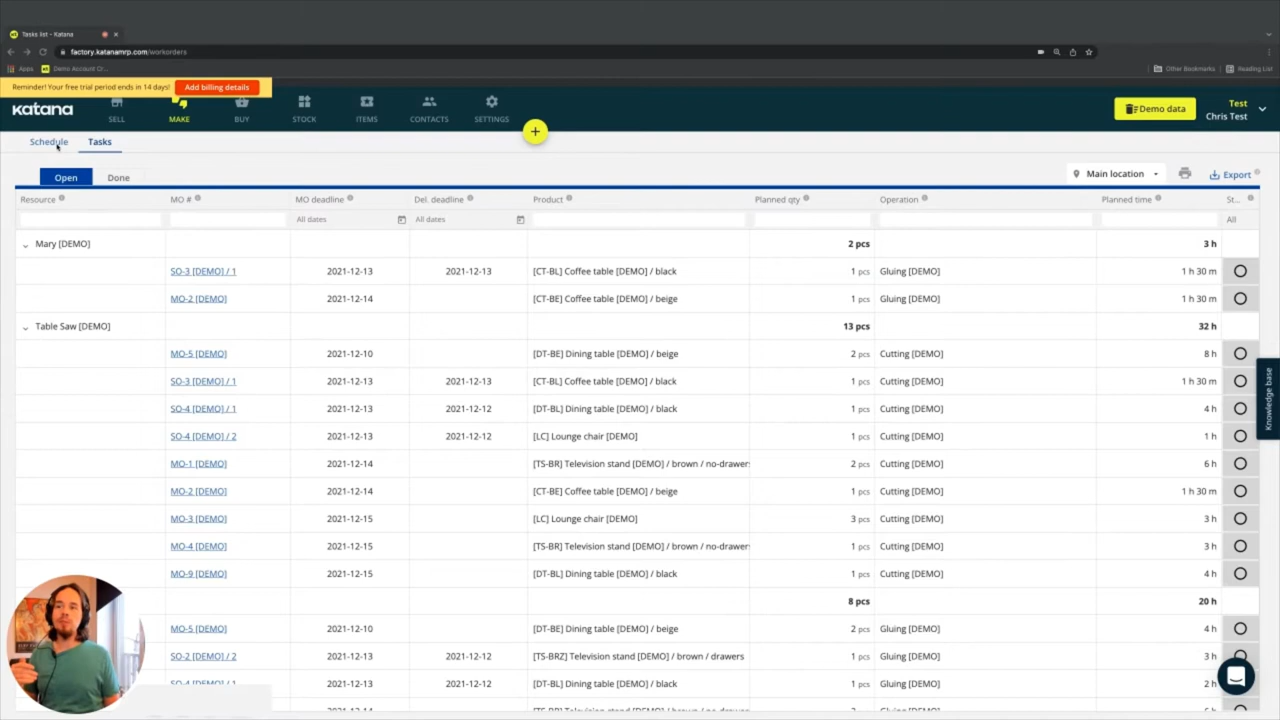 Tasks list - Katana
factory.katanamrp.com/workorders
Apps Demo Account Cr... Other Bookmarks Reading List
Reminder! Your free trial period ends in 14 days! Add billing details
katana SELL MAKE BUY STOCK ITEMS CONTACTS SETTINGS + Demo data Test
Chris Test
Schedule Tasks
Open Done Main location Export
Resource MO # MO deadline Del. deadline Product Planned qty Operation Planned time St...
All dates All dates All
Mary [DEMO] 2 pcs 3 h
SO-3 [DEMO] / 1 2021-12-13 2021-12-13 [CT-BL] Coffee table [DEMO] / black 1 pcs Gluing [DEMO] 1 h 30 m
MO-2 [DEMO] 2021-12-14 [CT-BE] Coffee table [DEMO] / beige 1 pcs Gluing [DEMO] 1 h 30 m
Table Saw [DEMO] 13 pcs 32 h
MO-5 [DEMO] 2021-12-10 [DT-BE] Dining table [DEMO] / beige 2 pcs Cutting [DEMO] 8 h
SO-3 [DEMO] / 1 2021-12-13 2021-12-13 [CT-BL] Coffee table [DEMO] / black 1 pcs Cutting [DEMO] 1 h 30 m
SO-4 [DEMO] / 1 2021-12-13 2021-12-12 [DT-BL] Dining table [DEMO] / black 1 pcs Cutting [DEMO] 4 h
SO-4 [DEMO] / 2 2021-12-13 2021-12-12 [LC] Lounge chair [DEMO] 1 pcs Cutting [DEMO] 1 h
MO-1 [DEMO] 2021-12-14 [TS-BR] Television stand [DEMO] / brown / no-drawers 2 pcs Cutting [DEMO] 6 h
MO-2 [DEMO] 2021-12-14 [CT-BE] Coffee table [DEMO] / beige 1 pcs Cutting [DEMO] 1 h 30 m
MO-3 [DEMO] 2021-12-15 [LC] Lounge chair [DEMO] 3 pcs Cutting [DEMO] 3 h
MO-4 [DEMO] 2021-12-15 [TS-BR] Television stand [DEMO] / brown / no-drawers 1 pcs Cutting [DEMO] 3 h
MO-9 [DEMO] 2021-12-15 [DT-BL] Dining table [DEMO] / black 1 pcs Cutting [DEMO] 4 h
8 pcs 20 h
MO-5 [DEMO] 2021-12-10 [DT-BE] Dining table [DEMO] / beige 2 pcs Gluing [DEMO] 4 h
SO-2 [DEMO] / 2 2021-12-13 2021-12-12 [TS-BRZ] Television stand [DEMO] / brown / drawers 1 pcs Gluing [DEMO] 3 h
SO-4 [DEMO] / 1 2021-12-13 2021-12-12 [DT-BL] Dining table [DEMO] / black 1 pcs Gluing [DEMO] 2 h
Knowledge base